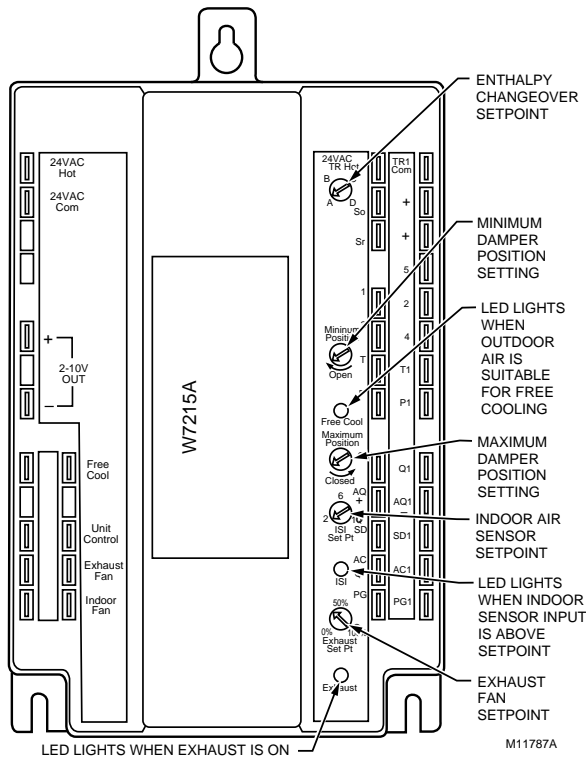 ENTHALPY
CHANGEOVER
SETPOINT
24VAC
Hot
24VAC
Com
24VAC
TR Hot
B
A
D
So
Sr
TR1
Com
+
+
5
2
4
1
MINIMUM
DAMPER
POSITION
SETTING
+
2-10V
OUT
–
W7215A
Minimum
Position
Open
T
T1
P1
LED LIGHTS
WHEN
OUTDOOR
AIR IS
SUITABLE
FOR FREE
COOLING
Free Cool
Maximum
Position
Closed
Q1
MAXIMUM
DAMPER
POSITION
SETTING
Free
Cool
6
2
10
ISI
Set Pt
AQ
+
SD
AQ1
–
SD1
INDOOR AIR
SENSOR
SETPOINT
Unit
Control
Exhaust
Fan
Indoor
Fan
ISI
AC
PG
AC1
PG1
LED LIGHTS
WHEN INDOOR
SENSOR INPUT
IS ABOVE
SETPOINT
50%
0%
100%
Exhaust
Set Pt
EXHAUST
FAN
SETPOINT
Exhaust
LED LIGHTS WHEN EXHAUST IS ON
M11787A